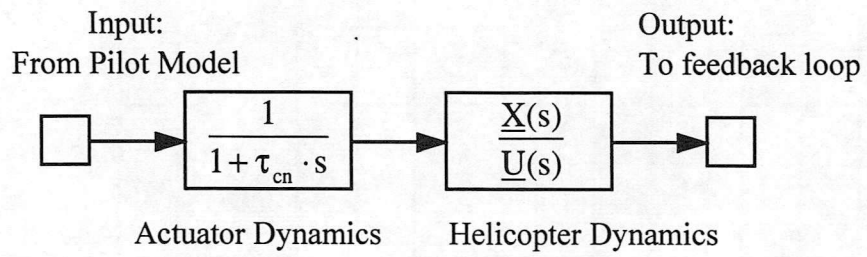 Input:
From Pilot Model
Output:
To feedback loop
1
1+τcn ·s
X(s)
U(s)
Actuator Dynamics
Helicopter Dynamics